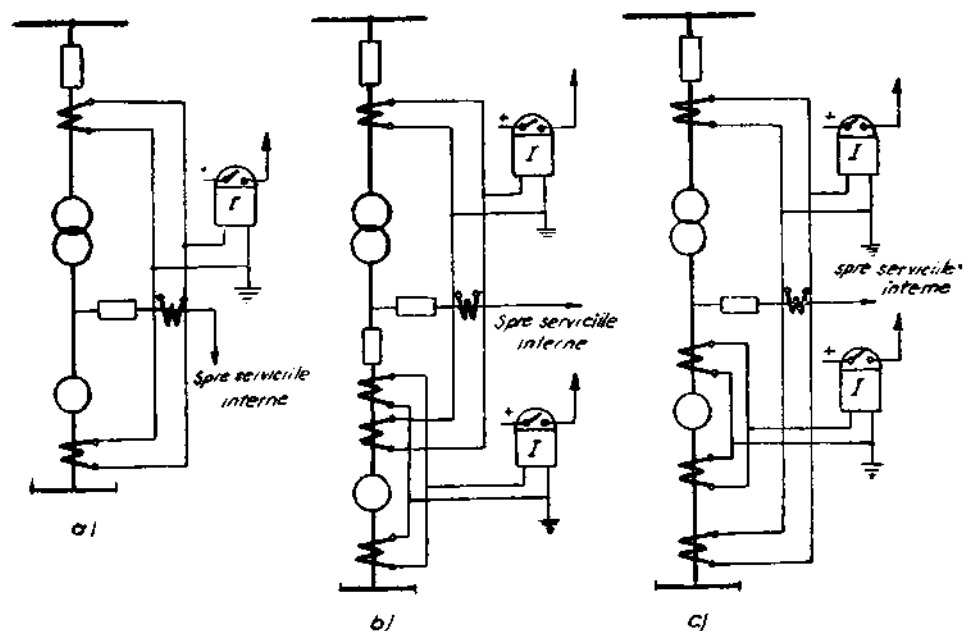 +
I
Spre serviciile
interne
a)
+
I
Spre serviciile
interne
+
I
b)
+
I
spre serviciile
interne
+
I
c)